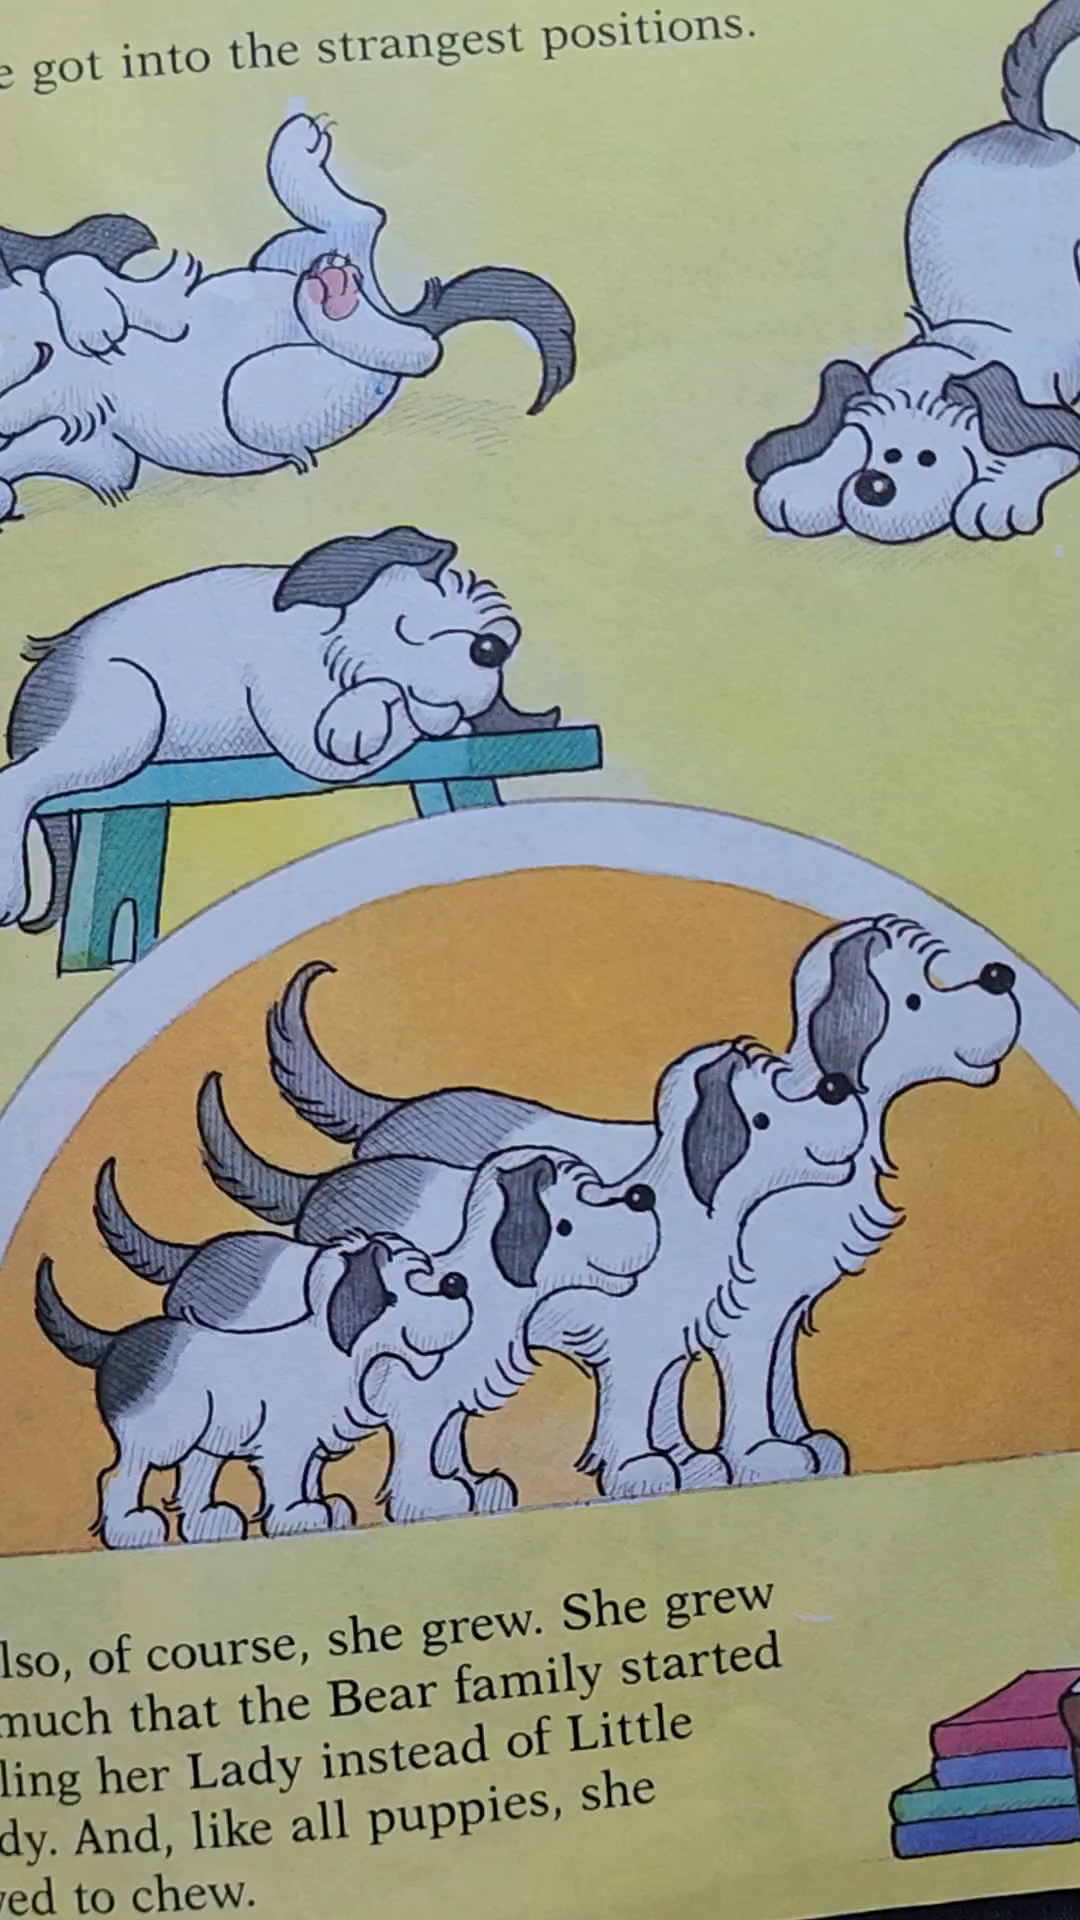 e got into the strangest positions.
lso, of course, she grew. She grew
much that the Bear family started
ling her Lady instead of Little
dy. And, like all puppies, she
ved to chew.